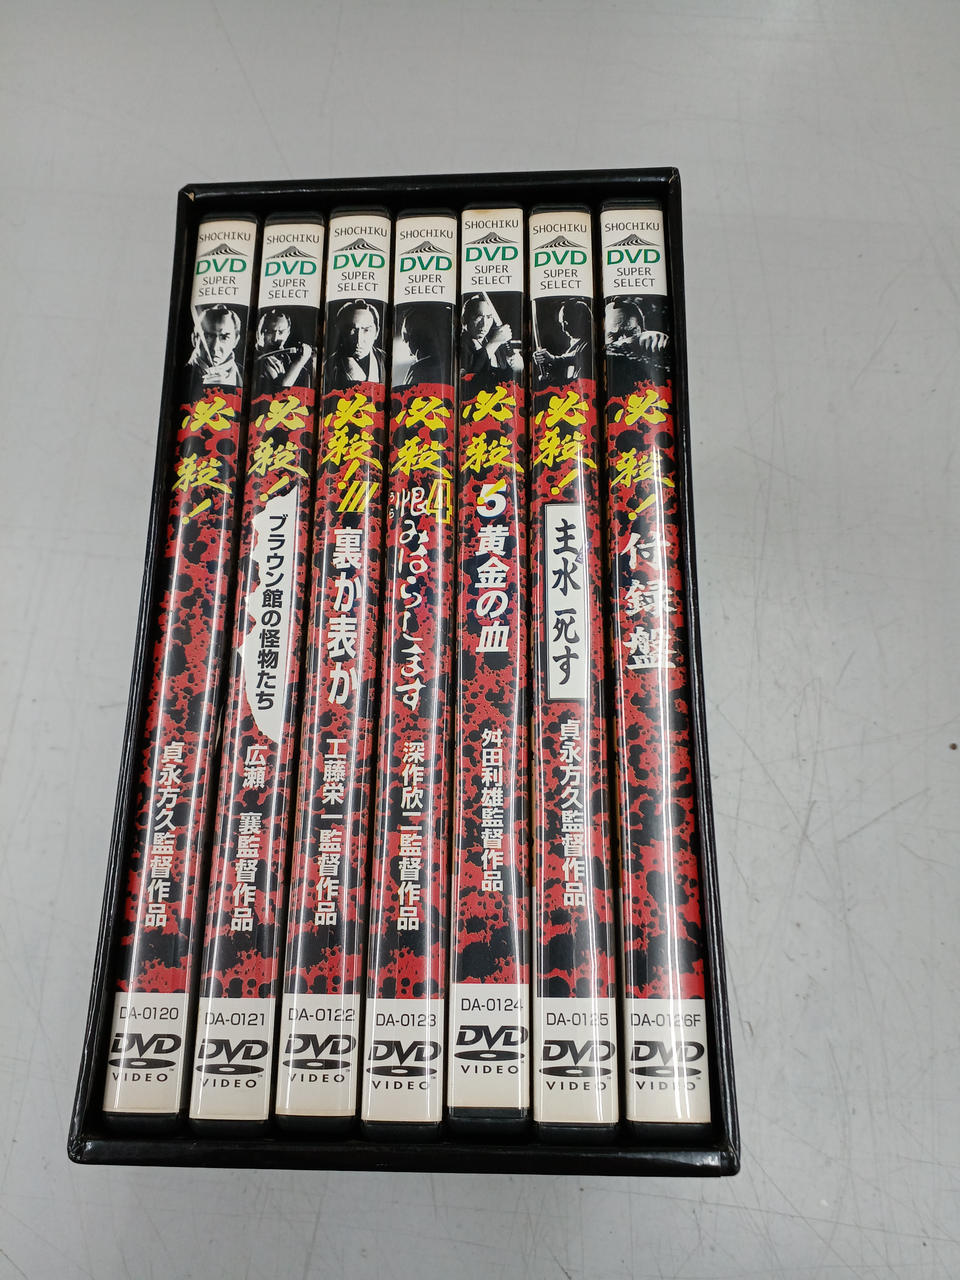 SHOCHIKU
DVD
SUPER
SELECT
必殺!
貞永方久監督作品
DA-0120
DVD
VIDEO
SHOCHIKU
DVD
SUPER
SELECT
必殺!
ブラウン館の怪物たち
広瀬 襄監督作品
DA-0121
DVD
VIDEO
SHOCHIKU
DVD
SUPER
SELECT
必殺!III
裏か表か
工藤栄一監督作品
DA-0122
DVD
VIDEO
SHOCHIKU
DVD
SUPER
SELECT
必殺4
恨みはらします
うら
深作欣二監督作品
DA-0123
DVD
VIDEO
SHOCHIKU
DVD
SUPER
SELECT
必殺!5
黄金の血
舛田利雄監督作品
DA-0124
DVD
VIDEO
SHOCHIKU
DVD
SUPER
SELECT
必殺!
主水 死す
貞永方久監督作品
DA-0125
DVD
VIDEO
SHOCHIKU
DVD
SUPER
SELECT
必殺!
付録盤
DA-0126F
DVD
VIDEO